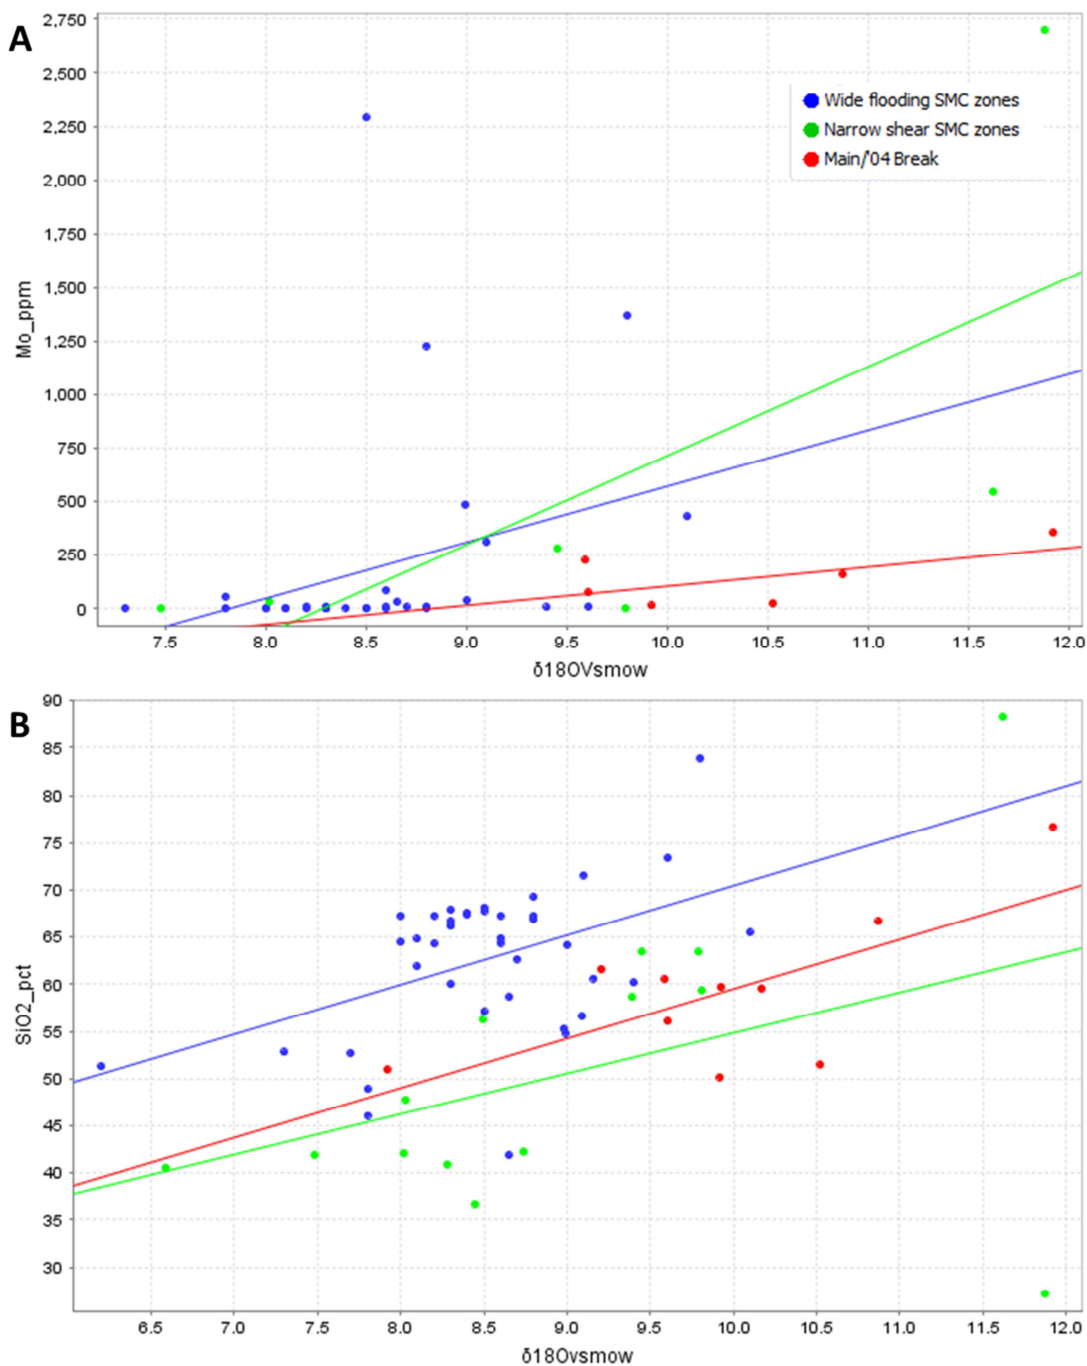 A
2,750
2,500
2,250
2,000
1,750
1,500
1,250
1,000
750
500
250
0
Mo_ppm
Wide flooding SMC zones
Narrow shear SMC zones
Main/'04 Break
7.5 8.0 8.5 9.0 9.5 10.0 10.5 11.0 11.5 12.0
δ18OVsmow
B
90
85
80
75
70
65
60
55
50
45
40
35
30
SiO2_pct
6.5 7.0 7.5 8.0 8.5 9.0 9.5 10.0 10.5 11.0 11.5 12.0
δ18Ovsmow